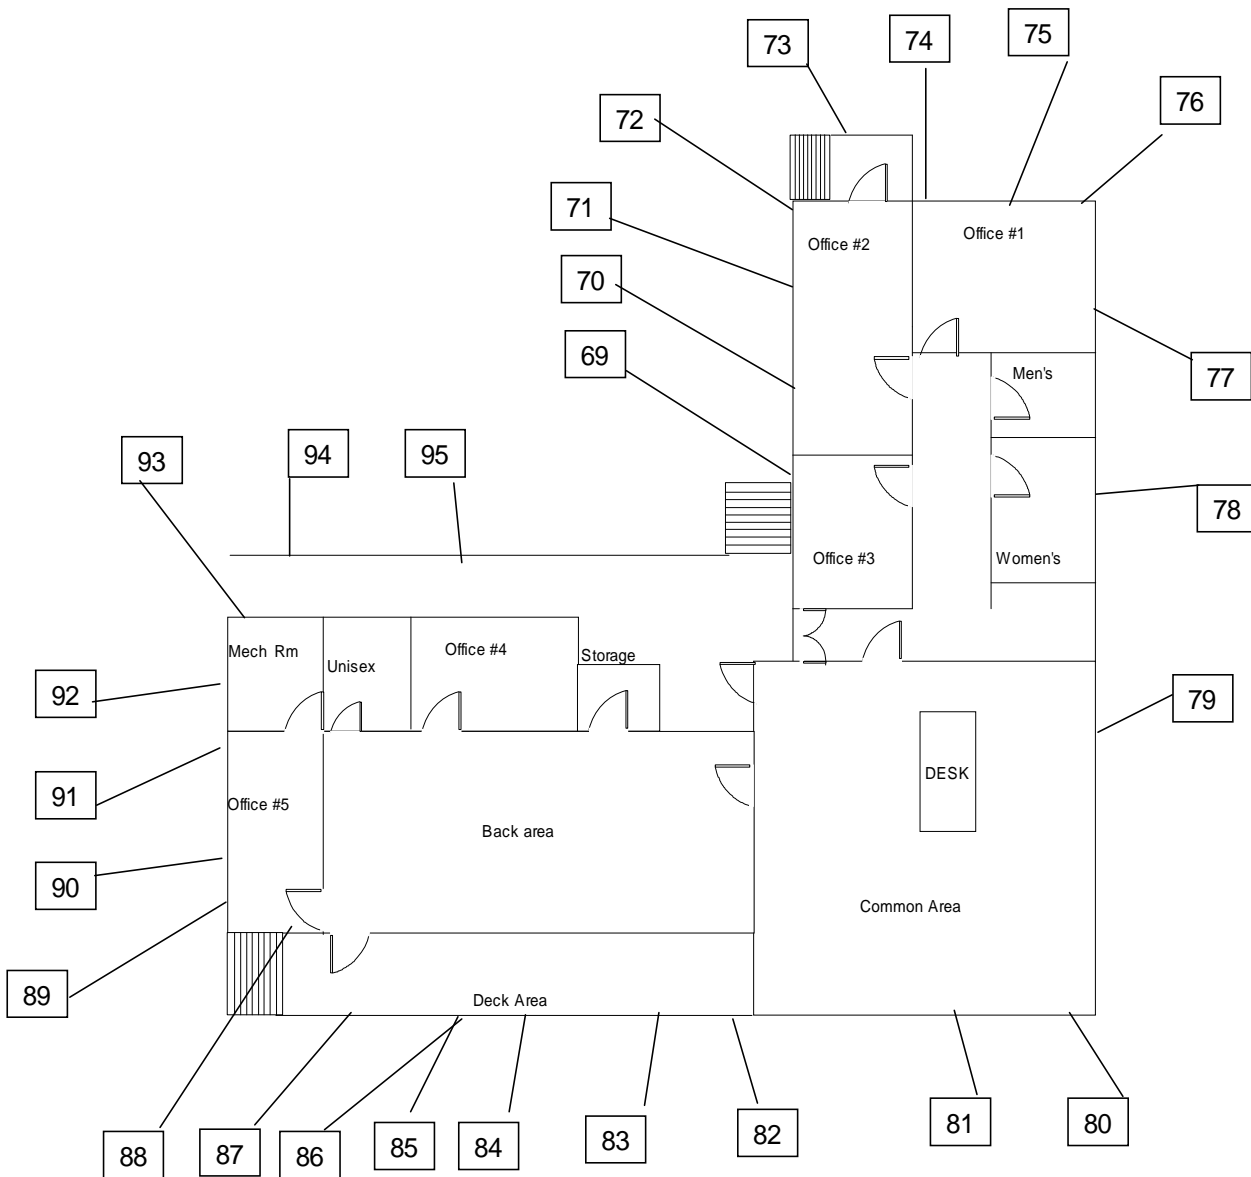 75
74
73
76
72
71
Office #2
Office #1
70
69
Men's
77
93
94
95
78
Office #3
Women's
Mech Rm
Unisex
Office #4
Storage
92
79
91
Office #5
DESK
Back area
90
Common Area
89
Deck Area
88
87
86
85
84
83
82
81
80